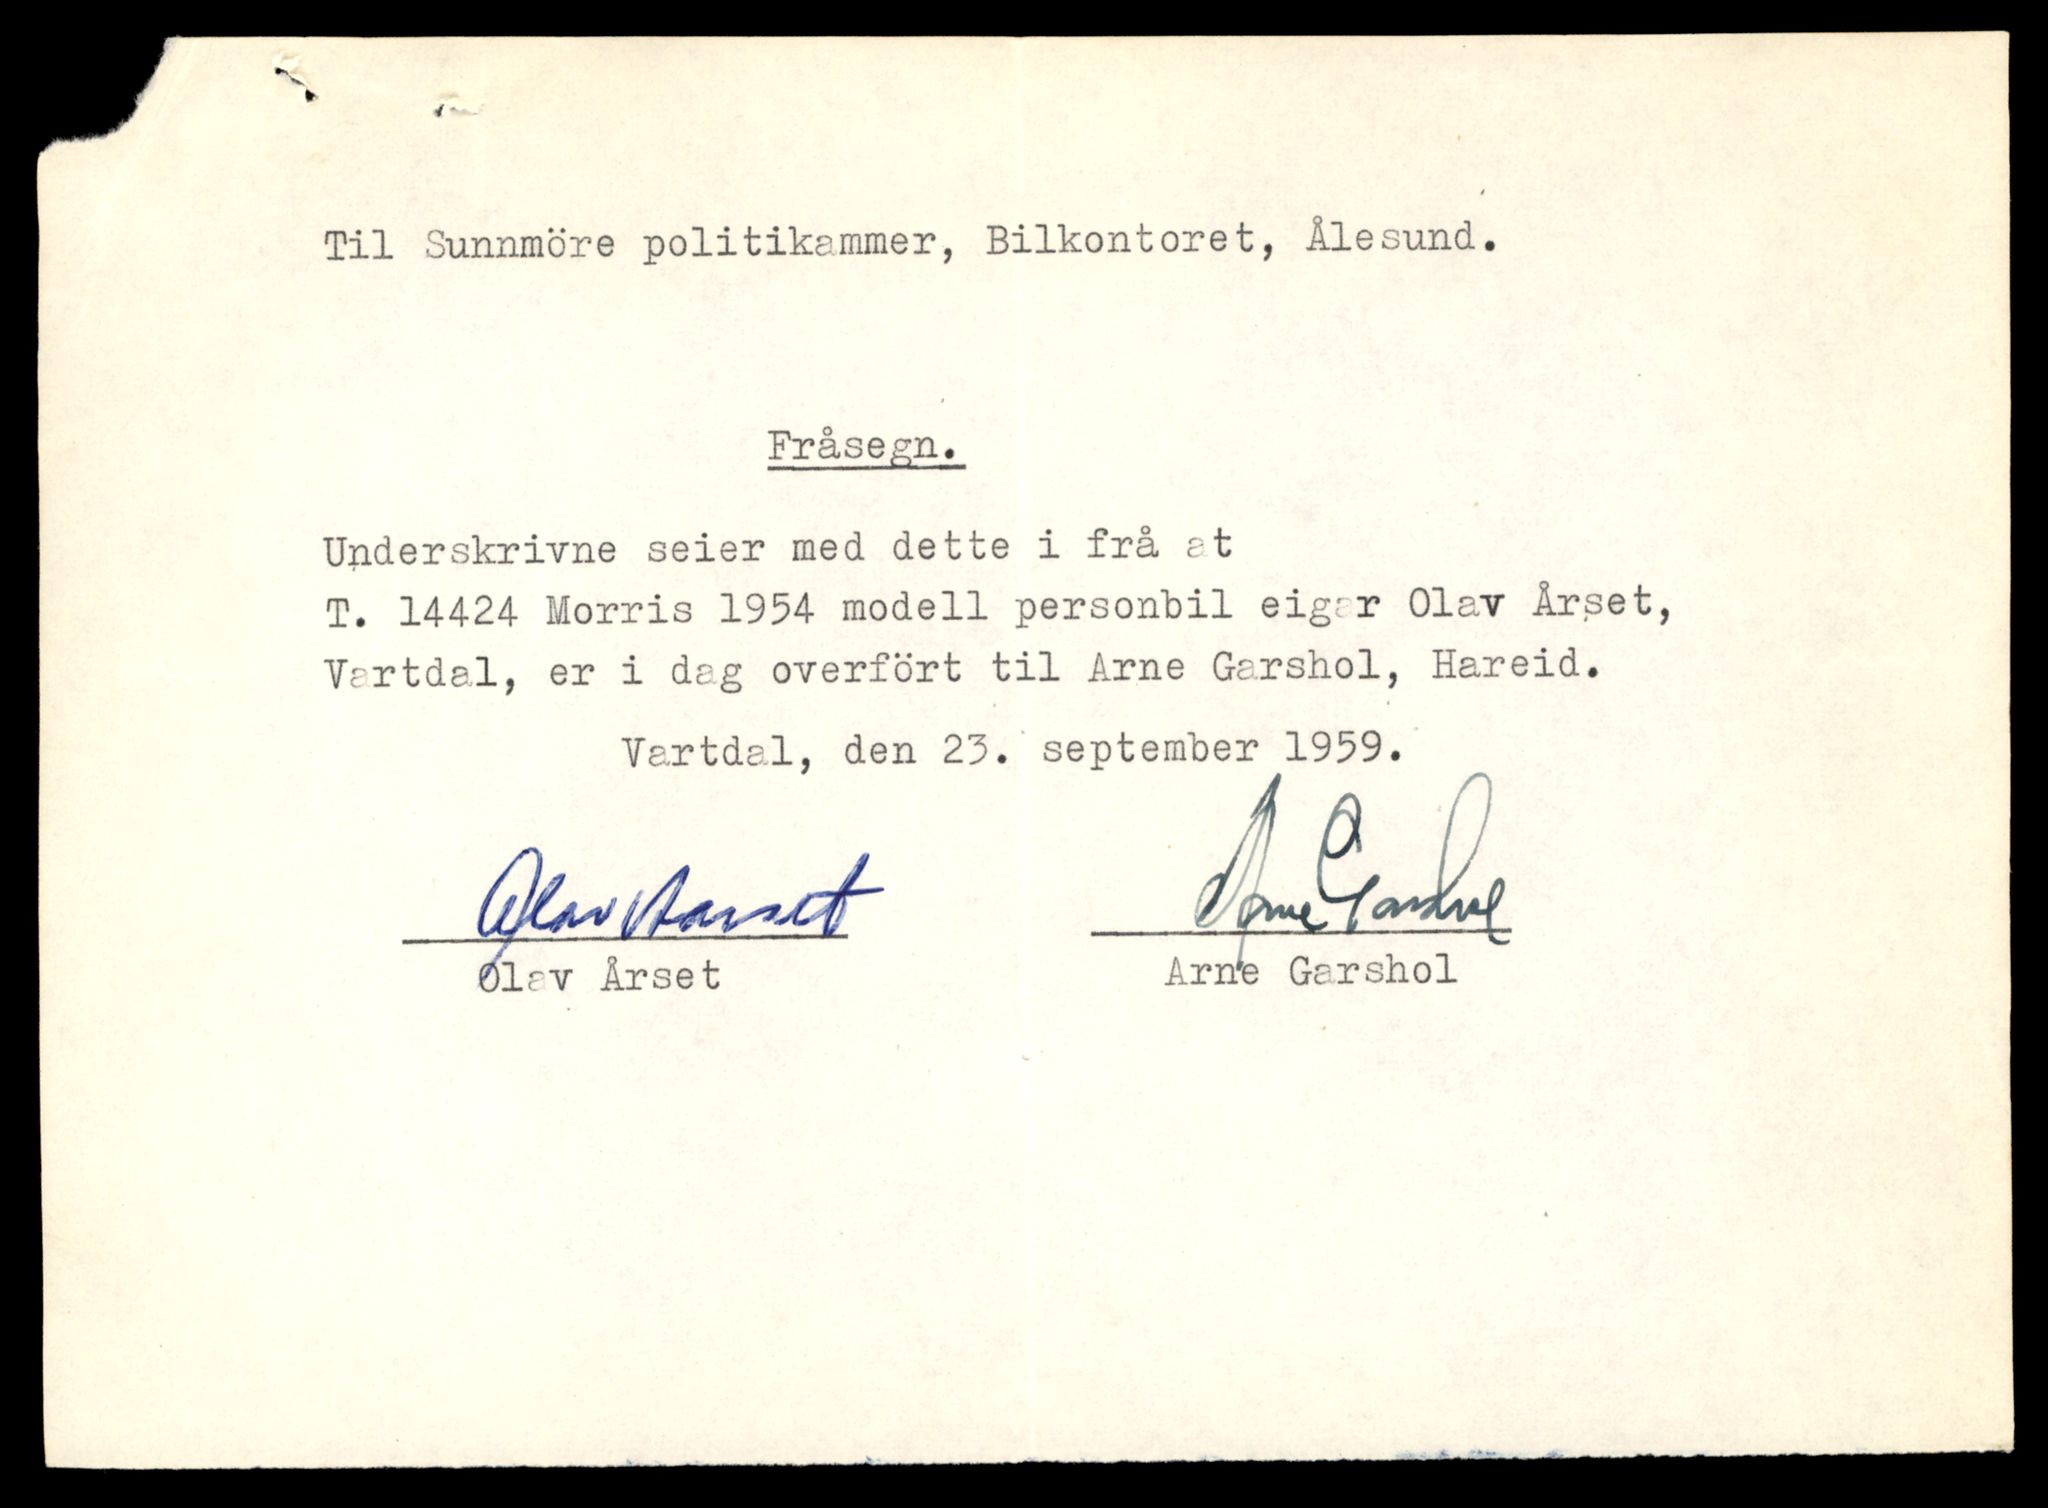 Til Sunnmöre politikammer, Bilkontoret, Ålesund.
Fråsegn.
Underskrivne seier med dette i frå at
T. 14424 Morris 1954 modell personbil eigar Olav Årset,
Vartdal, er i dag overfört til Arne Garshol, Hareid.
Vartdal, den 23. september 1959.
Olav Aarset
Arne Garshol
Olav Årset
Arne Garshol